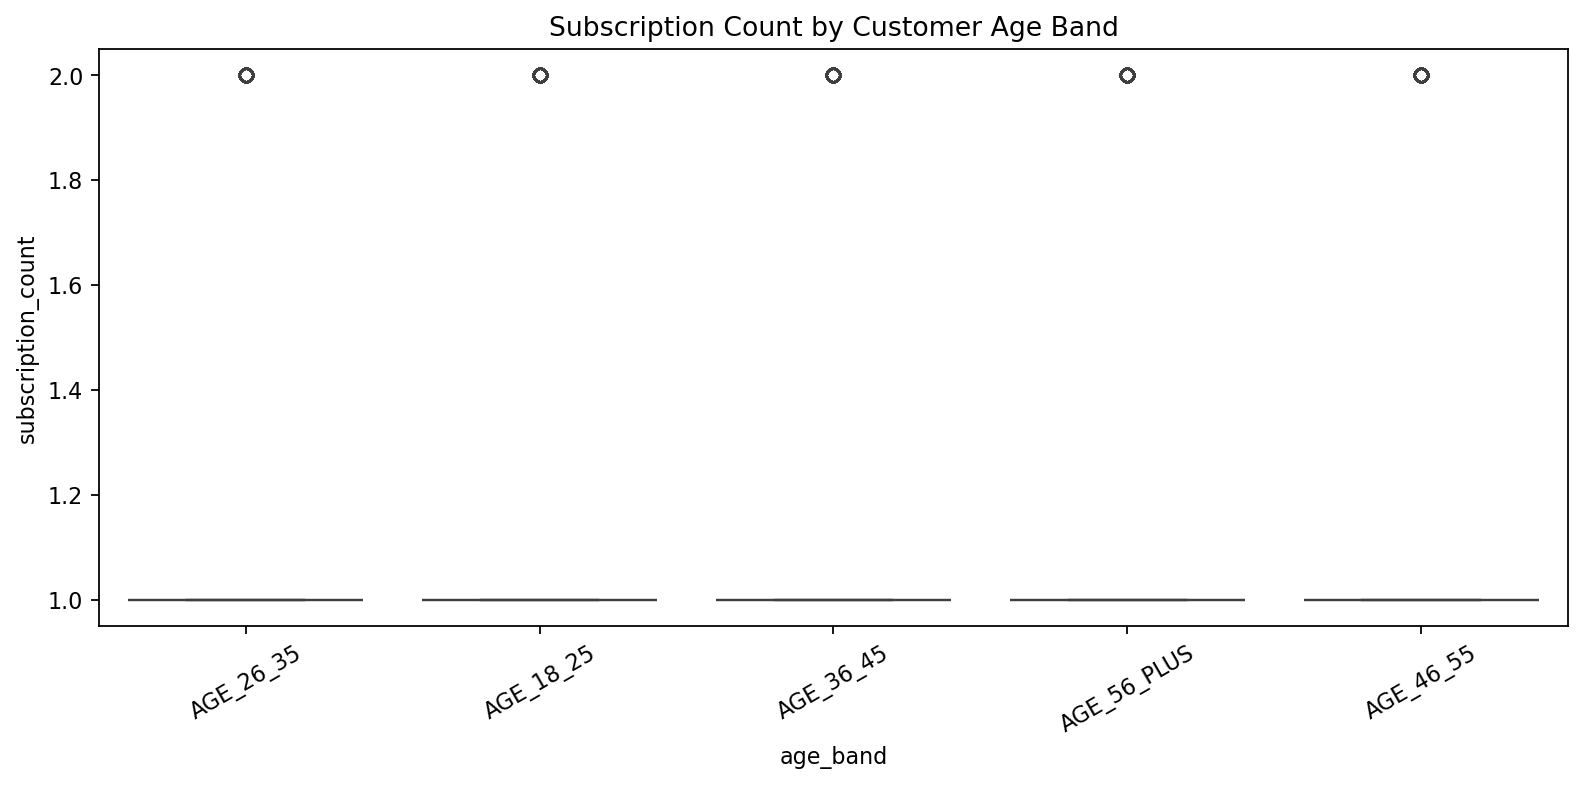 Subscription Count by Customer Age Band
subscription_count
2.0
1.8
1.6
1.4
1.2
1.0
AGE_26_35
AGE_18_25
AGE_36_45
AGE_56_PLUS
AGE_46_55
age_band